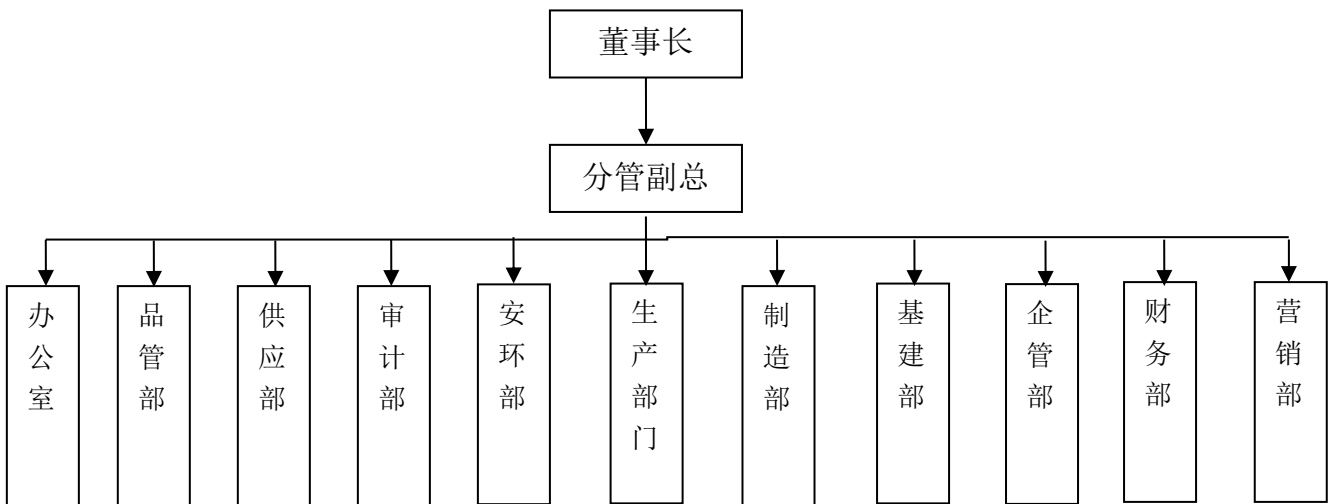 董事长
分管副总
办公室
品管部
供应部
审计部
安环部
生产部门
制造部
基建部
企管部
财务部
营销部